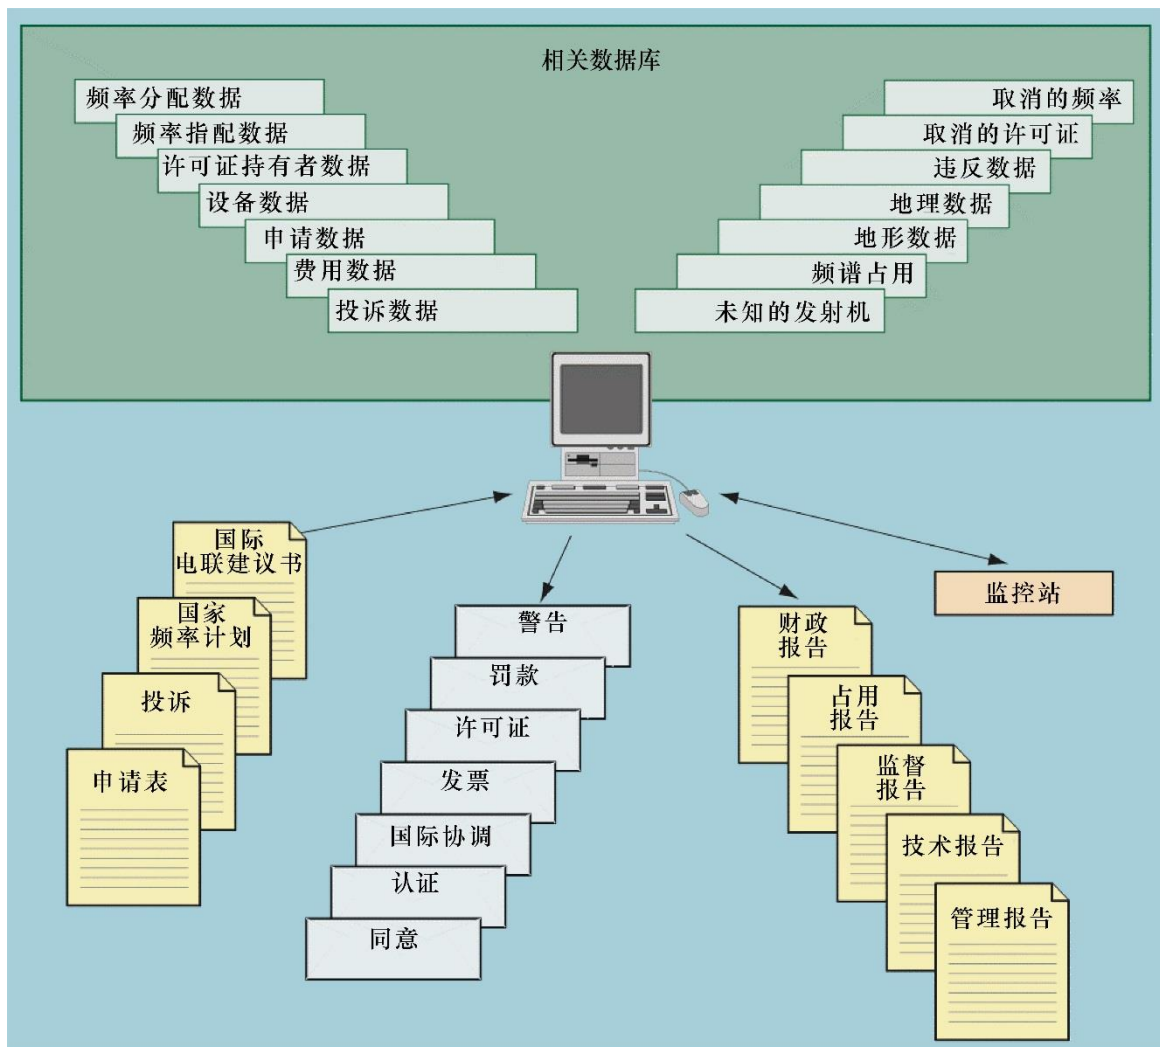 相关数据库
频率分配数据
频率指配数据
许可证持有者数据
设备数据
申请数据
费用数据
投诉数据
取消的频率
取消的许可证
违反数据
地理数据
地形数据
频谱占用
未知的发射机
国际
电联建议书
国家
频率计划
投诉
申请表
警告
罚款
许可证
发票
国际协调
认证
同意
财政
报告
占用
报告
监督
报告
技术报告
管理报告
监控站